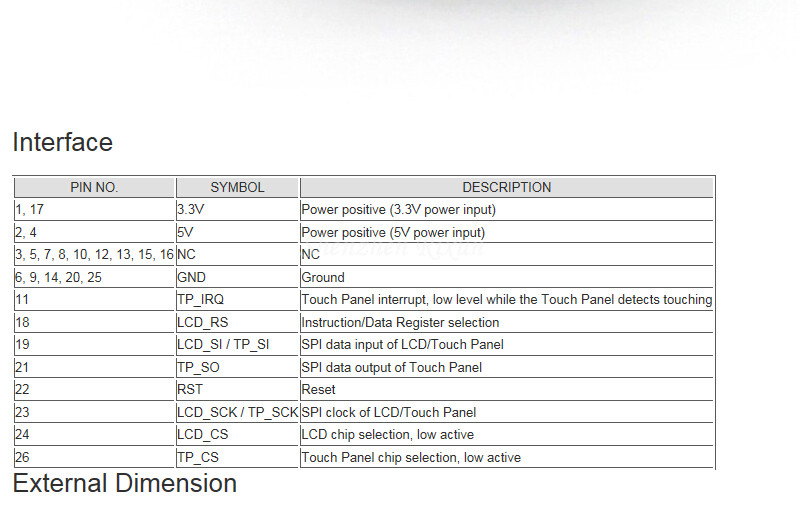 Interface
PIN NO. SYMBOL DESCRIPTION
1, 17 3.3V Power positive (3.3V power input)
2, 4 5V Power positive (5V power input)
3, 5, 7, 8, 10, 12, 13, 15, 16 NC NC
6, 9, 14, 20, 25 GND Ground
11 TP_IRQ Touch Panel interrupt, low level while the Touch Panel detects touching
18 LCD_RS Instruction/Data Register selection
19 LCD_SI / TP_SI SPI data input of LCD/Touch Panel
21 TP_SO SPI data output of Touch Panel
22 RST Reset
23 LCD_SCK / TP_SCK SPI clock of LCD/Touch Panel
24 LCD_CS LCD chip selection, low active
26 TP_CS Touch Panel chip selection, low active
External Dimension